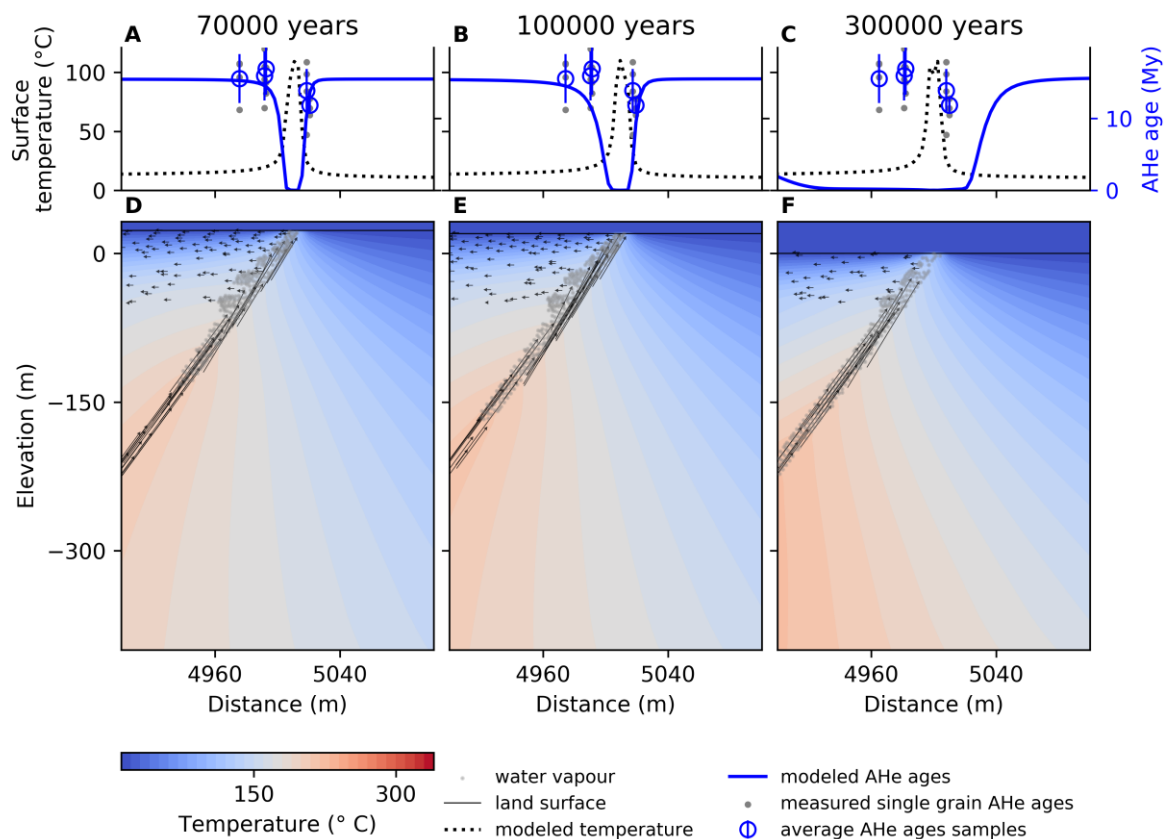 A 70000 years
B 100000 years
C 300000 years
Surface
temperature (°C)
100
50
0
10
0
AHe age (My)
D
E
F
Elevation (m)
0
−150
−300
4960 5040
4960 5040
4960 5040
Distance (m)
Distance (m)
Distance (m)
150 300
Temperature (° C)
water vapour
land surface
modeled temperature
modeled AHe ages
measured single grain AHe ages
average AHe ages samples